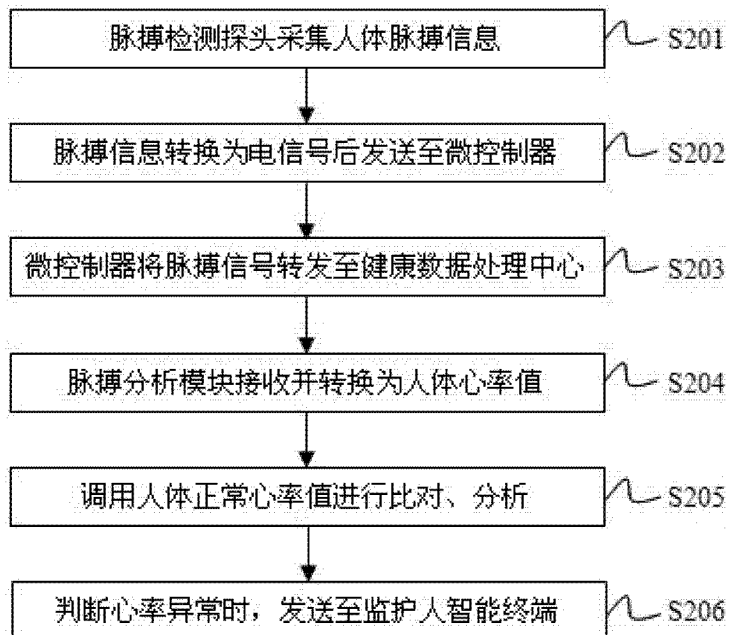 脉搏检测探头采集人体脉搏信息 S201
脉搏信息转换为电信号后发送至微控制器 S202
微控制器将脉搏信号转发至健康数据处理中心 S203
脉搏分析模块接收并转换为人体心率值 S204
调用人体正常心率值进行比对、分析 S205
判断心率异常时，发送至监护人智能终端 S206